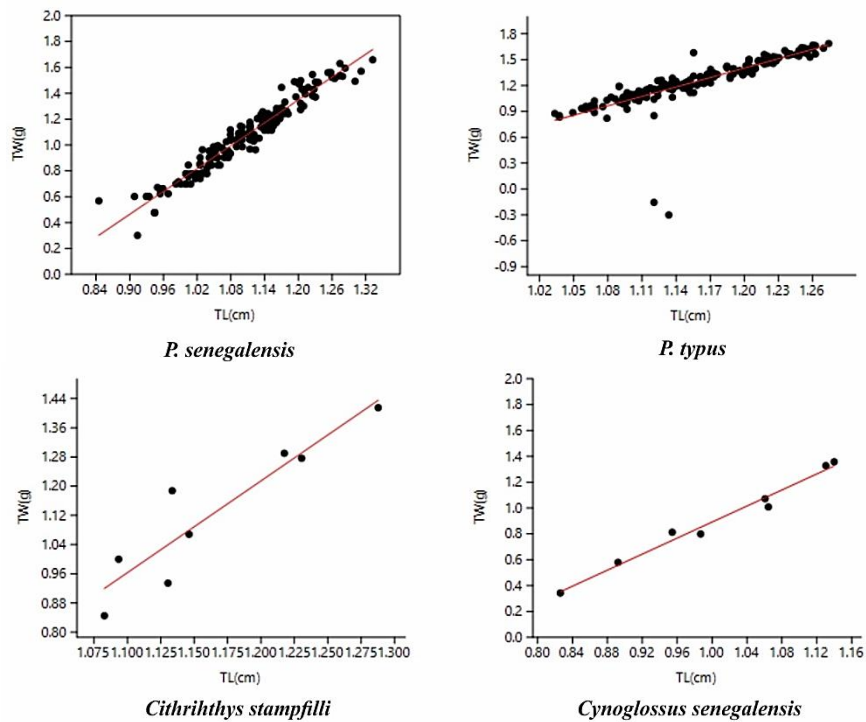 2.0
1.8
1.6
1.4
1.2
1.0
0.8
0.6
0.4
0.2
0.0
TW(g)
0.84 0.90 0.96 1.02 1.08 1.14 1.20 1.26 1.32
TL(cm)
P. senegalensis
1.8
1.5
1.2
0.9
0.6
0.3
0.0
-0.3
-0.6
-0.9
TW(g)
1.02 1.05 1.08 1.11 1.14 1.17 1.20 1.23 1.26
TL(cm)
P. typus
1.44
1.36
1.28
1.20
1.12
1.04
0.96
0.88
0.80
TW(g)
1.075 1.100 1.125 1.150 1.175 1.200 1.225 1.250 1.275 1.300
TL(cm)
Cithrihthys stampfilli
2.0
1.8
1.6
1.4
1.2
1.0
0.8
0.6
0.4
0.2
0.0
TW(g)
0.80 0.84 0.88 0.92 0.96 1.00 1.04 1.08 1.12 1.16
TL(cm)
Cynoglossus senegalensis